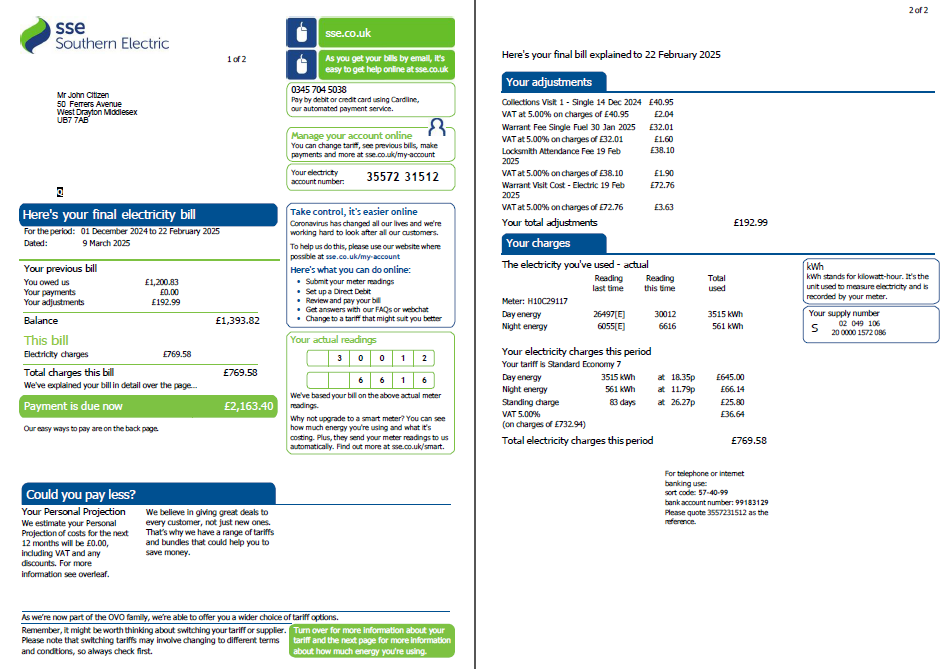 sse
Southern Electric
1 of 2
Mr John Citizen
50 Ferrers Avenue
West Drayton Middlesex
UB7 7AB
Q
sse.co.uk
As you get your bills by email, it's
easy to get help online at sse.co.uk
0345 704 5038
Pay by debit or credit card using Cardline,
our automated payment service.
Manage your account online
You can change tariff, see previous bills, make
payments and more at sse.co.uk/my-account
Your electricity
account number: 35572 31512
Here's your final electricity bill
For the period: 01 December 2024 to 22 February 2025
Dated: 9 March 2025
Your previous bill
You owed us £1,200.83
Your payments £0.00
Your adjustments £192.99
Balance £1,393.82
This bill
Electricity charges £769.58
Total charges this bill £769.58
We've explained your bill in detail over the page...
Payment is due now £2,163.40
Our easy ways to pay are on the back page.
Take control, it's easier online
Coronavirus has changed all our lives and we're
working hard to look after all our customers.
To help us do this, please use our website where
possible at sse.co.uk/my-account
Here's what you can do online:
• Submit your meter readings
• Set up a Direct Debit
• Review and pay your bill
• Get answers with our FAQs or webchat
• Change to a tariff that might suit you better
Your actual readings
3 0 0 1 2
6 6 1 6
We've based your bill on the above actual meter
readings.
Why not upgrade to a smart meter? You can see
how much energy you're using and what it's
costing. Plus, they send your meter readings to us
automatically. Find out more at sse.co.uk/smart.
Could you pay less?
Your Personal Projection
We estimate your Personal
Projection of costs for the next
12 months will be £0.00,
including VAT and any
discounts. For more
information see overleaf.
We believe in giving great deals to
every customer, not just new ones.
That's why we have a range of tariffs
and bundles that could help you to
save money.
As we're now part of the OVO family, we're able to offer you a wider choice of tariff options.
Remember, it might be worth thinking about switching your tariff or supplier.
Please note that switching tariffs may involve changing to different terms
and conditions, so always check first.
Turn over for more information about your
tariff and the next page for more information
about how much energy you're using.
2 of 2
Here's your final bill explained to 22 February 2025
Your adjustments
Collections Visit 1 - Single 14 Dec 2024 £40.95
VAT at 5.00% on charges of £40.95 £2.04
Warrant Fee Single Fuel 30 Jan 2025 £32.01
VAT at 5.00% on charges of £32.01 £1.60
Locksmith Attendance Fee 19 Feb £38.10
2025
VAT at 5.00% on charges of £38.10 £1.90
Warrant Visit Cost - Electric 19 Feb £72.76
2025
VAT at 5.00% on charges of £72.76 £3.63
Your total adjustments £192.99
Your charges
The electricity you've used - actual
Reading Reading Total
last time this time used
Meter: H10C29117
Day energy 26497[E] 30012 3515 kWh
Night energy 6055[E] 6616 561 kWh
kWh
kWh stands for kilowatt-hour. It's the
unit used to measure electricity and is
recorded by your meter.
Your supply number
S 02 049 106
20 0000 1572 086
Your electricity charges this period
Your tariff is Standard Economy 7
Day energy 3515 kWh at 18.35p £645.00
Night energy 561 kWh at 11.79p £66.14
Standing charge 83 days at 26.27p £25.80
VAT 5.00% £36.64
(on charges of £732.94)
Total electricity charges this period £769.58
For telephone or internet
banking use:
sort code: 57-40-99
bank account number: 99183129
Please quote 3557231512 as the
reference.